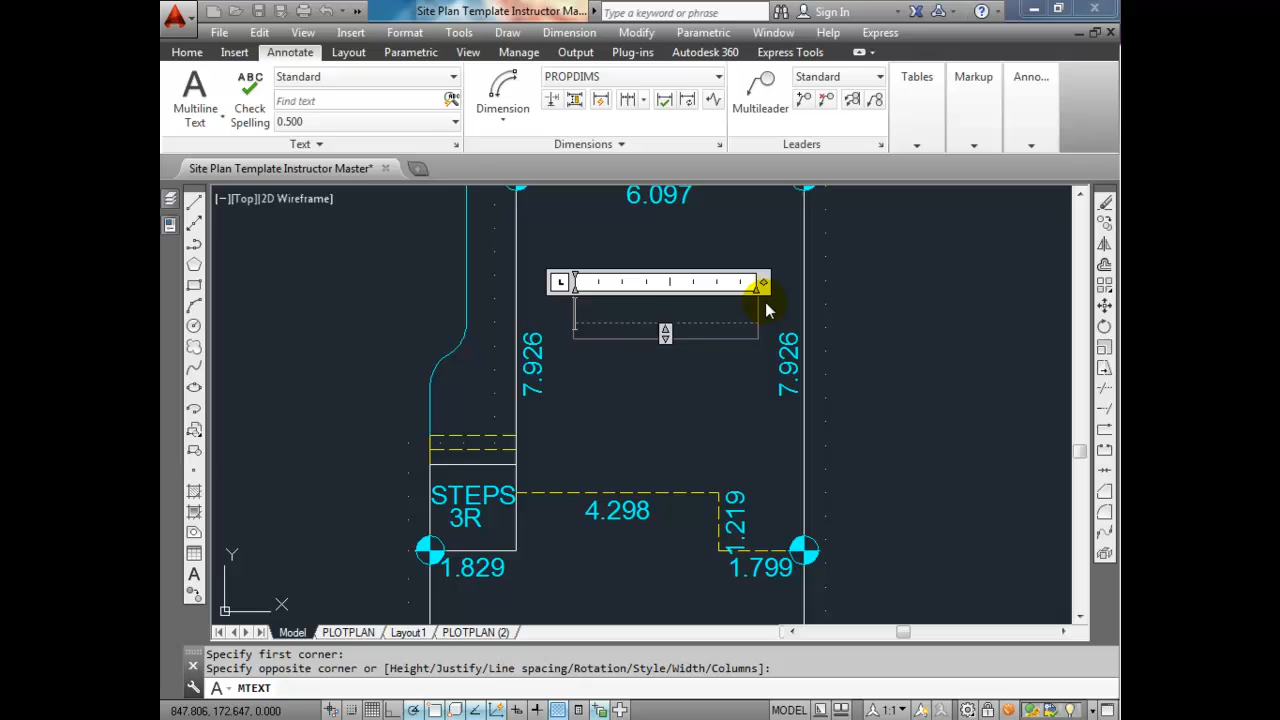 Site Plan Template Instructor Ma...
Type a keyword or phrase
Sign In
File Edit View Insert Format Tools Draw Dimension Modify Parametric Window Help Express
Home Insert Annotate Layout Parametric View Manage Output Plug-ins Autodesk 360 Express Tools
A
Multiline
Text
ABC
Check
Spelling
Standard
Find text
0.500
Text
Dimension
PROPDIMS
Dimensions
Multileader
Standard
Leaders
Tables
Markup
Anno...
Site Plan Template Instructor Master*
[−][Top][2D Wireframe]
6.097
L
7.926
7.926
STEPS
3R
4.298
1.219
1.829
1.799
Y
X
A
Model PLOTPLAN Layout1 PLOTPLAN (2)
Specify first corner:
Specify opposite corner or [Height/Justify/Line spacing/Rotation/Style/Width/Columns]:
A - MTEXT
847.806, 172.647, 0.000
MODEL
1:1